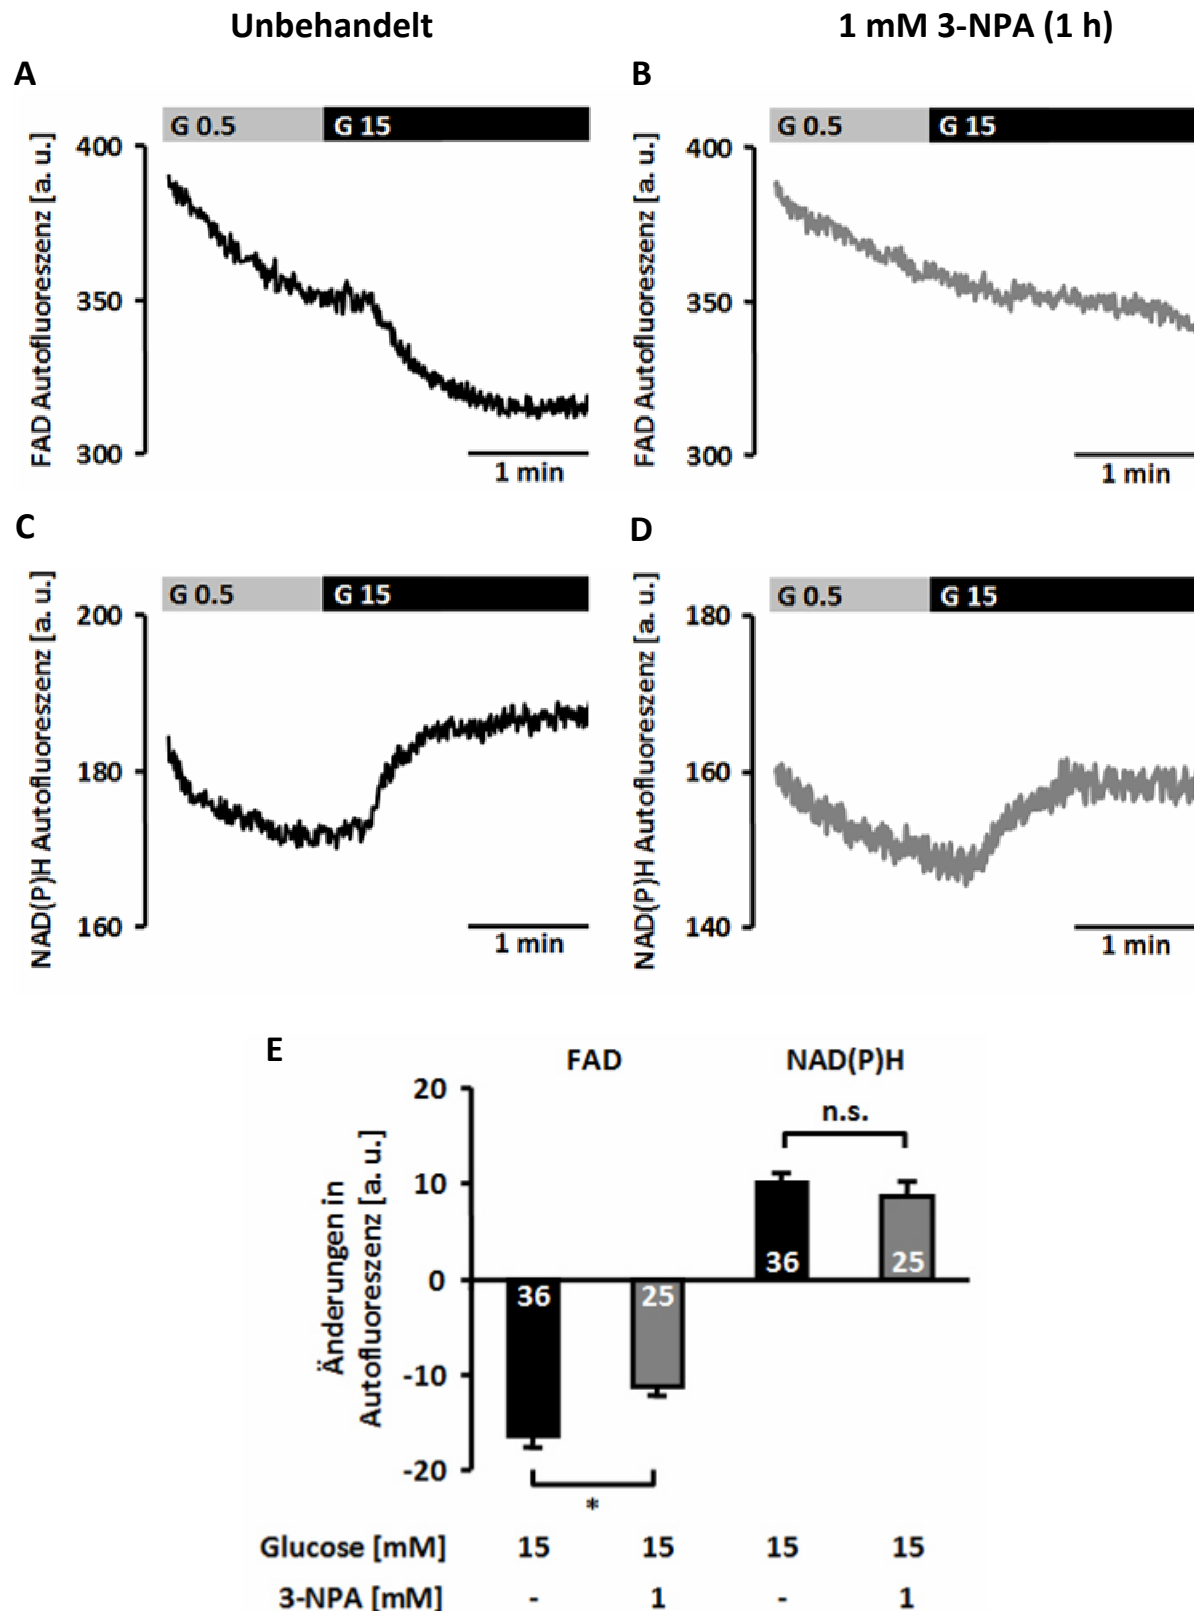 Unbehandelt
1 mM 3-NPA (1 h)
A
B
G 0.5
G 15
G 0.5
G 15
FAD Autofluoreszenz [a. u.]
400
350
300
1 min
FAD Autofluoreszenz [a. u.]
400
350
300
1 min
C
D
G 0.5
G 15
G 0.5
G 15
NAD(P)H Autofluoreszenz [a. u.]
200
180
160
1 min
NAD(P)H Autofluoreszenz [a. u.]
180
160
140
1 min
E
FAD
NAD(P)H
Änderungen in
Autofluoreszenz [a. u.]
20
10
0
-10
-20
n.s.
36
25
36
25
*
Glucose [mM] 15 15 15 15
3-NPA [mM] - 1 - 1